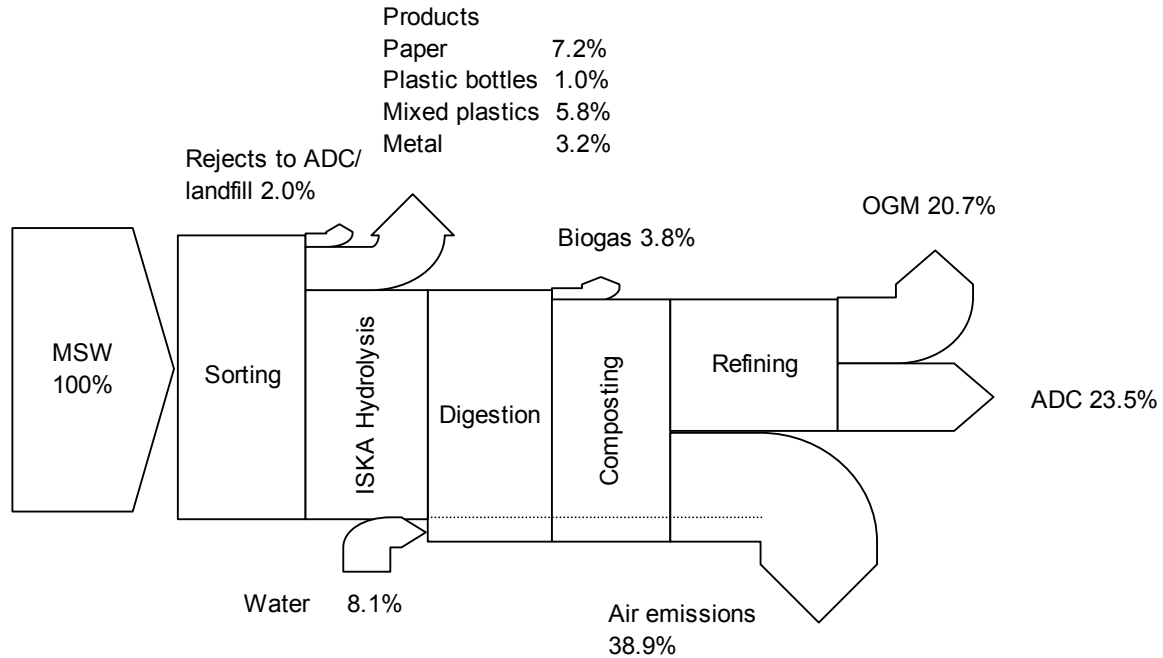 Products
Paper 7.2%
Plastic bottles 1.0%
Mixed plastics 5.8%
Metal 3.2%
Rejects to ADC/
landfill 2.0%
OGM 20.7%
Biogas 3.8%
MSW
100%
Sorting
ISKA Hydrolysis
Digestion
Composting
Refining
ADC 23.5%
Water 8.1%
Air emissions
38.9%